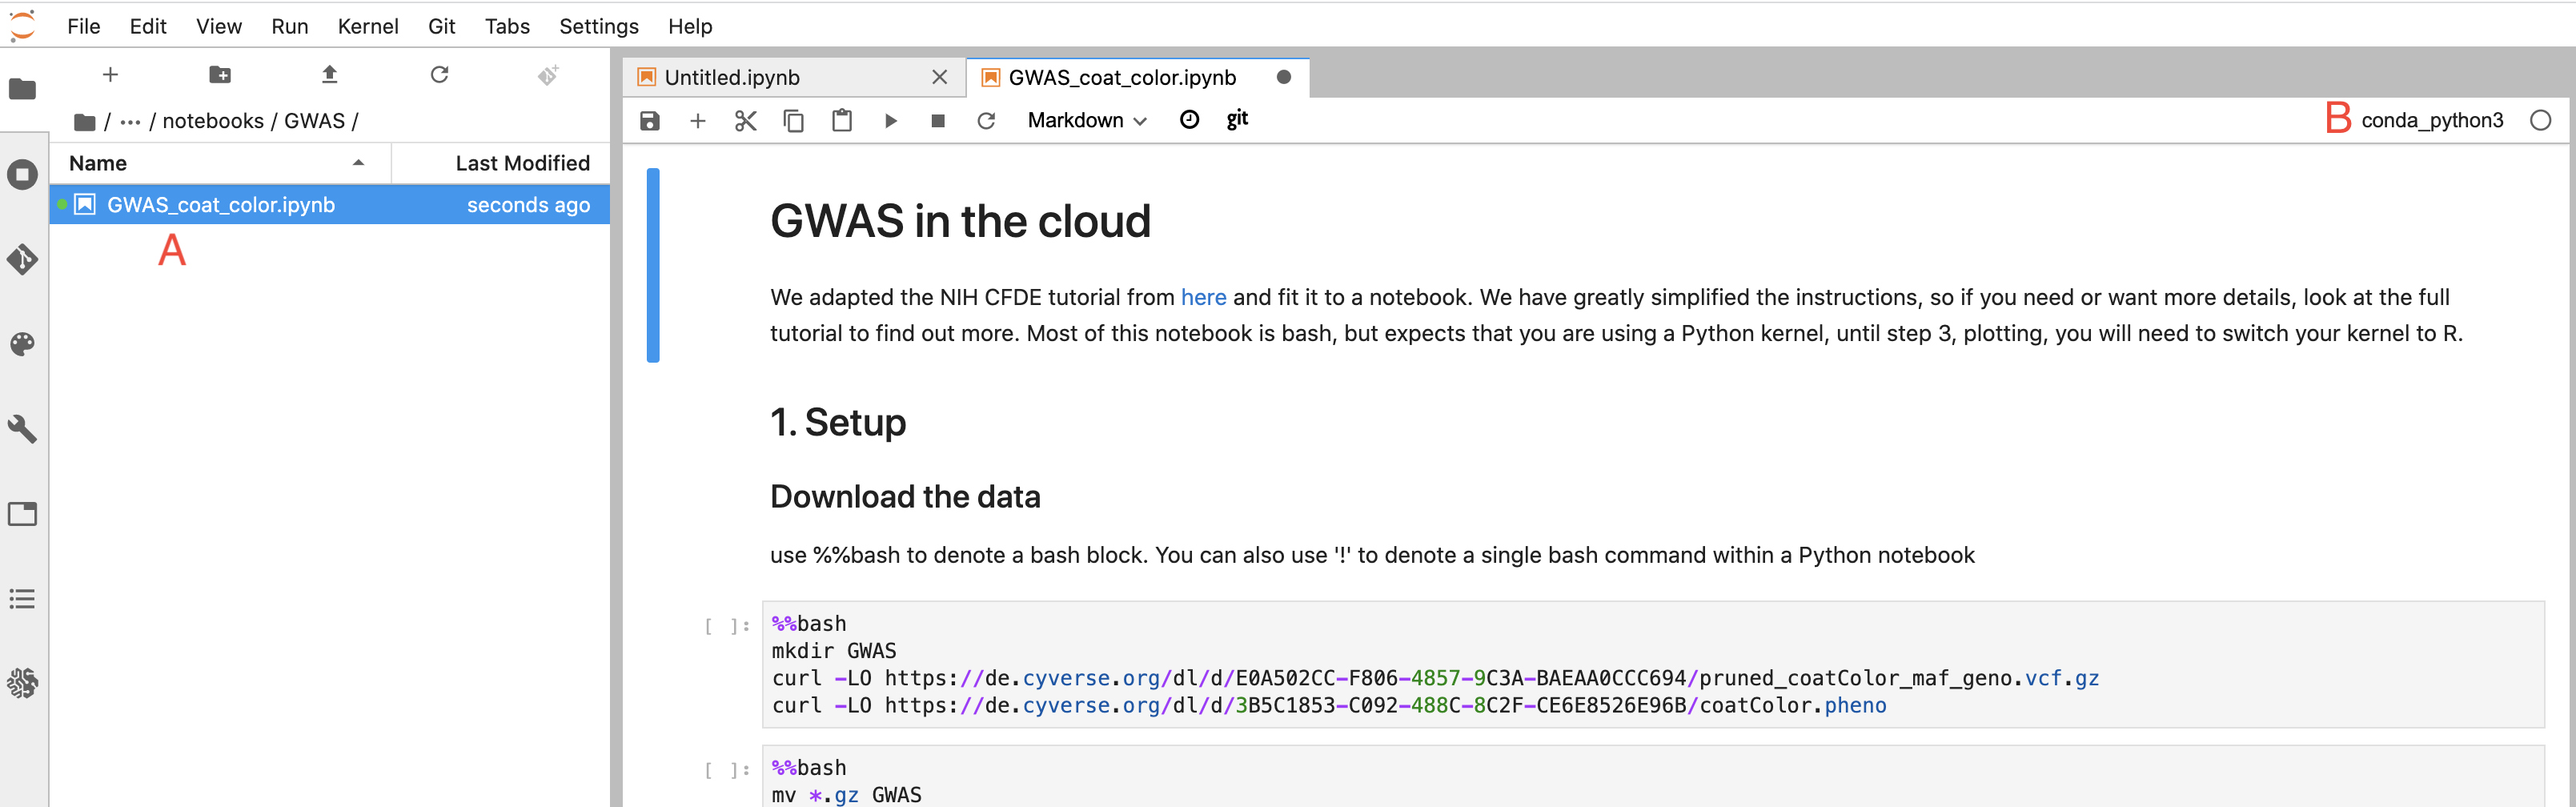 File Edit View Run Kernel Git Tabs Settings Help
/ ··· / notebooks / GWAS /
Name Last Modified
GWAS_coat_color.ipynb seconds ago
A
Untitled.ipynb GWAS_coat_color.ipynb
Markdown git B conda_python3
GWAS in the cloud
We adapted the NIH CFDE tutorial from here and fit it to a notebook. We have greatly simplified the instructions, so if you need or want more details, look at the full
tutorial to find out more. Most of this notebook is bash, but expects that you are using a Python kernel, until step 3, plotting, you will need to switch your kernel to R.
1. Setup
Download the data
use %%bash to denote a bash block. You can also use '!' to denote a single bash command within a Python notebook
[ ]: %%bash
mkdir GWAS
curl -LO https://de.cyverse.org/dl/d/E0A502CC-F806-4857-9C3A-BAEAA0CCC694/pruned_coatColor_maf_geno.vcf.gz
curl -LO https://de.cyverse.org/dl/d/3B5C1853-C092-488C-8C2F-CE6E8526E96B/coatColor.pheno
[ ]: %%bash
mv *.gz GWAS